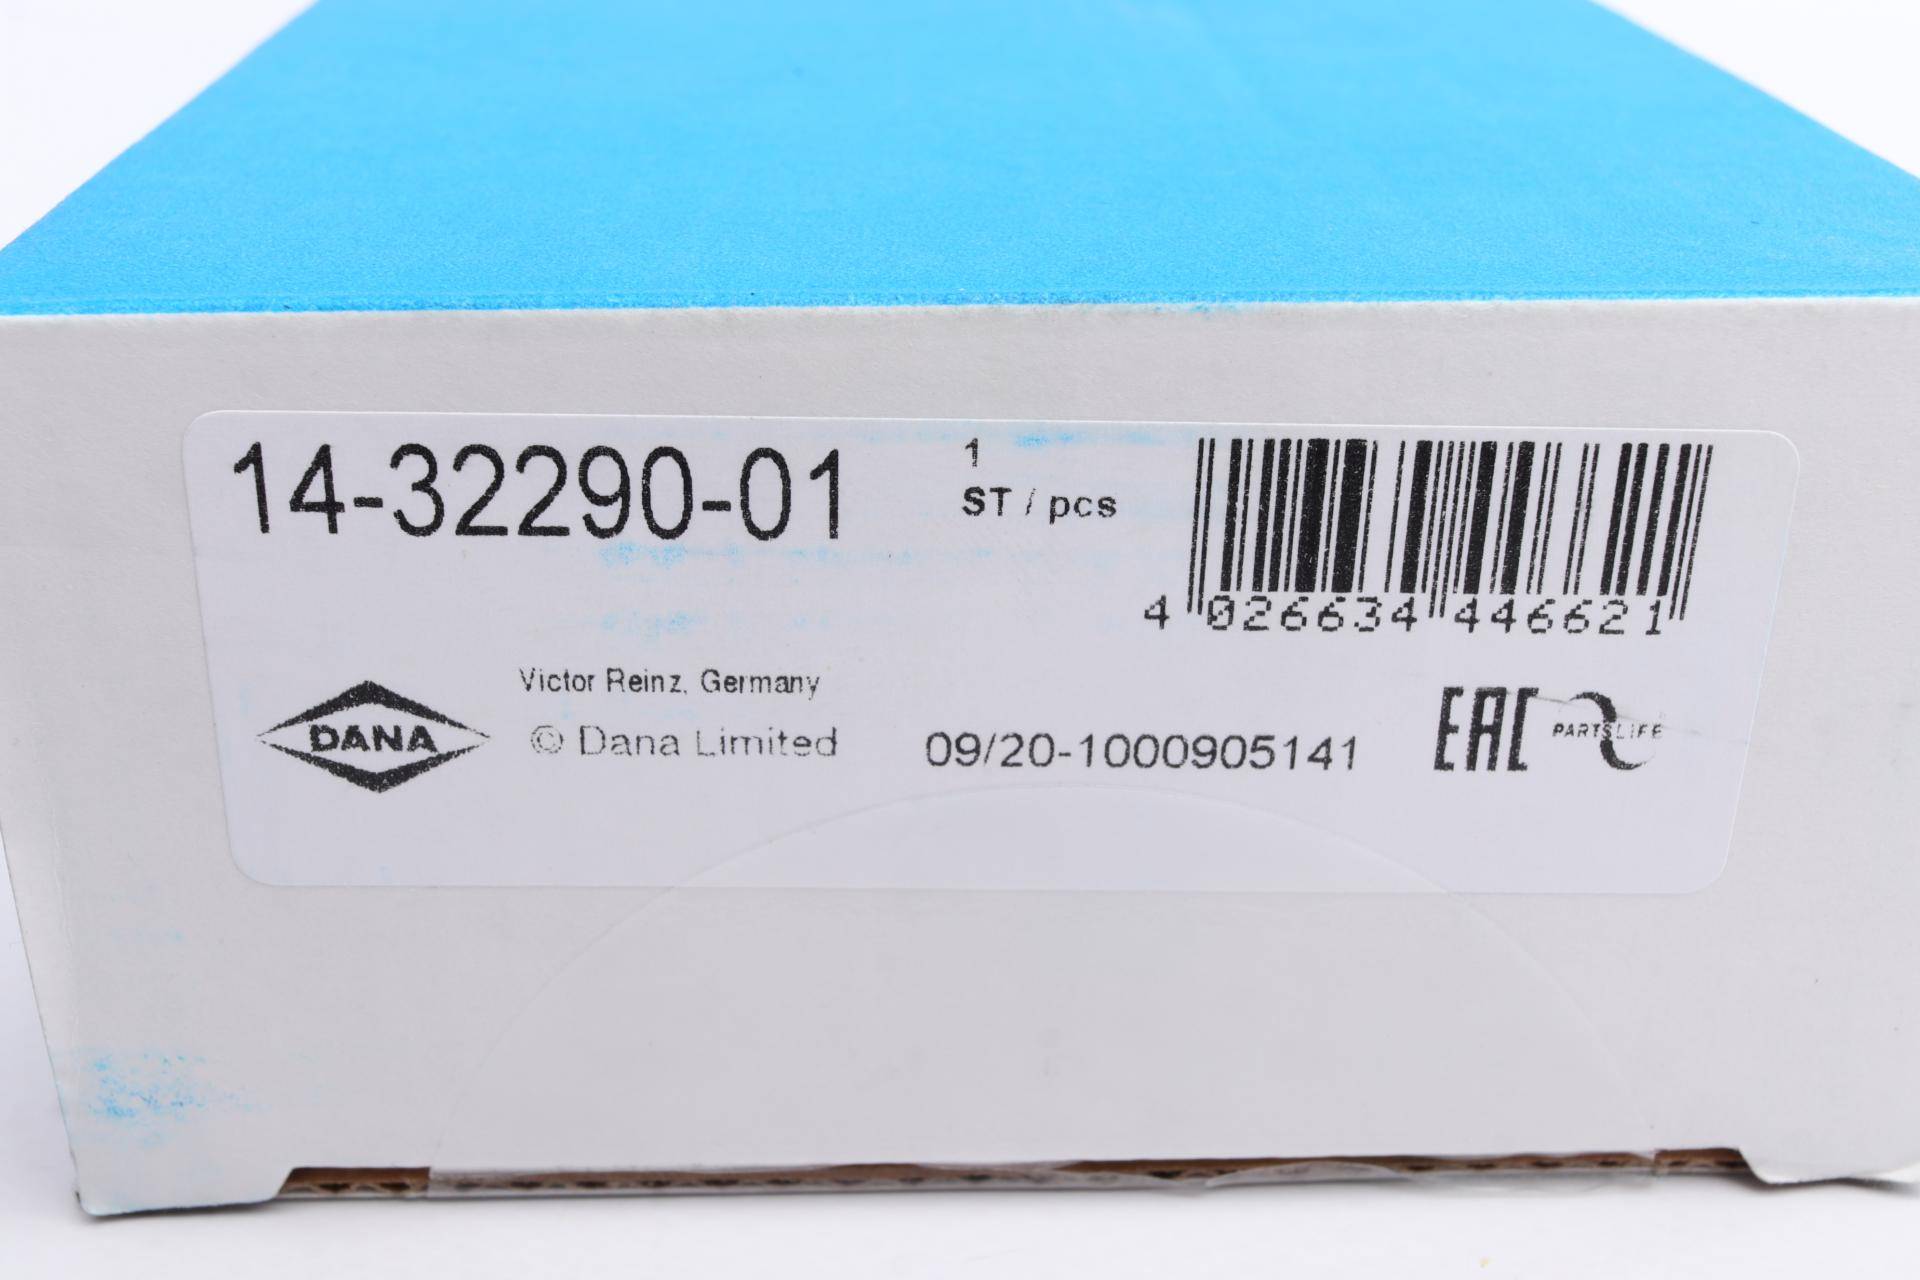 14-32290-01
1
ST / pcs
4 026634 446621
Victor Reinz, Germany
DANA
© Dana Limited
09/20-1000905141
EAC
PARTSLIFE